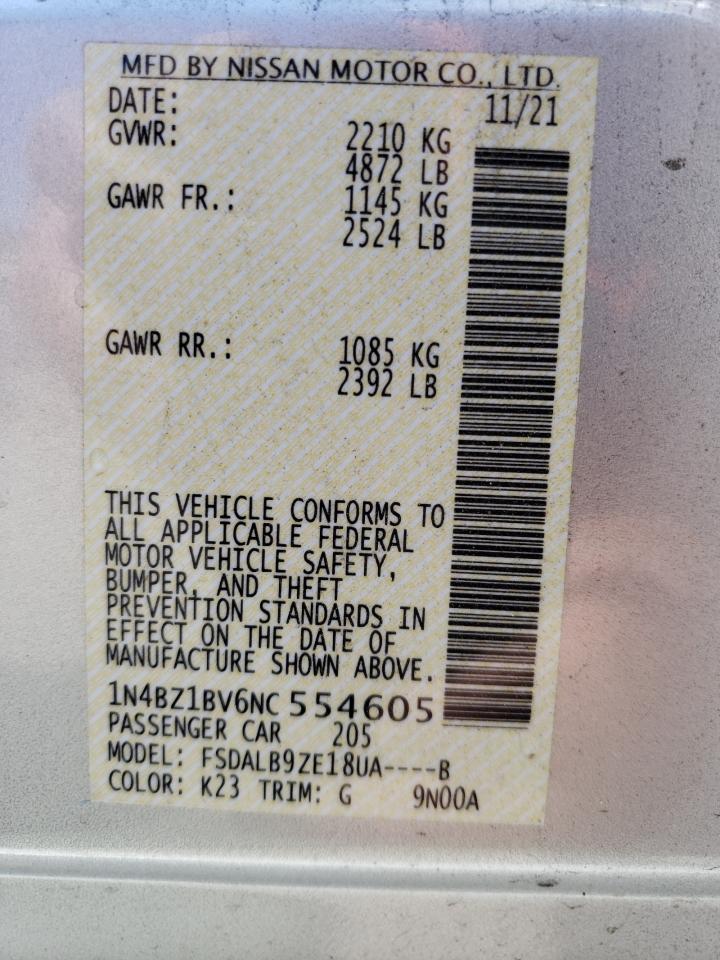 MFD BY NISSAN MOTOR CO., LTD.
DATE: 11/21
GVWR: 2210 KG
4872 LB
GAWR FR.: 1145 KG
2524 LB
GAWR RR.: 1085 KG
2392 LB
THIS VEHICLE CONFORMS TO
ALL APPLICABLE FEDERAL
MOTOR VEHICLE SAFETY,
BUMPER, AND THEFT
PREVENTION STANDARDS IN
EFFECT ON THE DATE OF
MANUFACTURE SHOWN ABOVE.
1N4BZ1BV6NC 554605
PASSENGER CAR 205
MODEL: FSDALB9ZE18UA----B
COLOR: K23 TRIM: G 9N00A